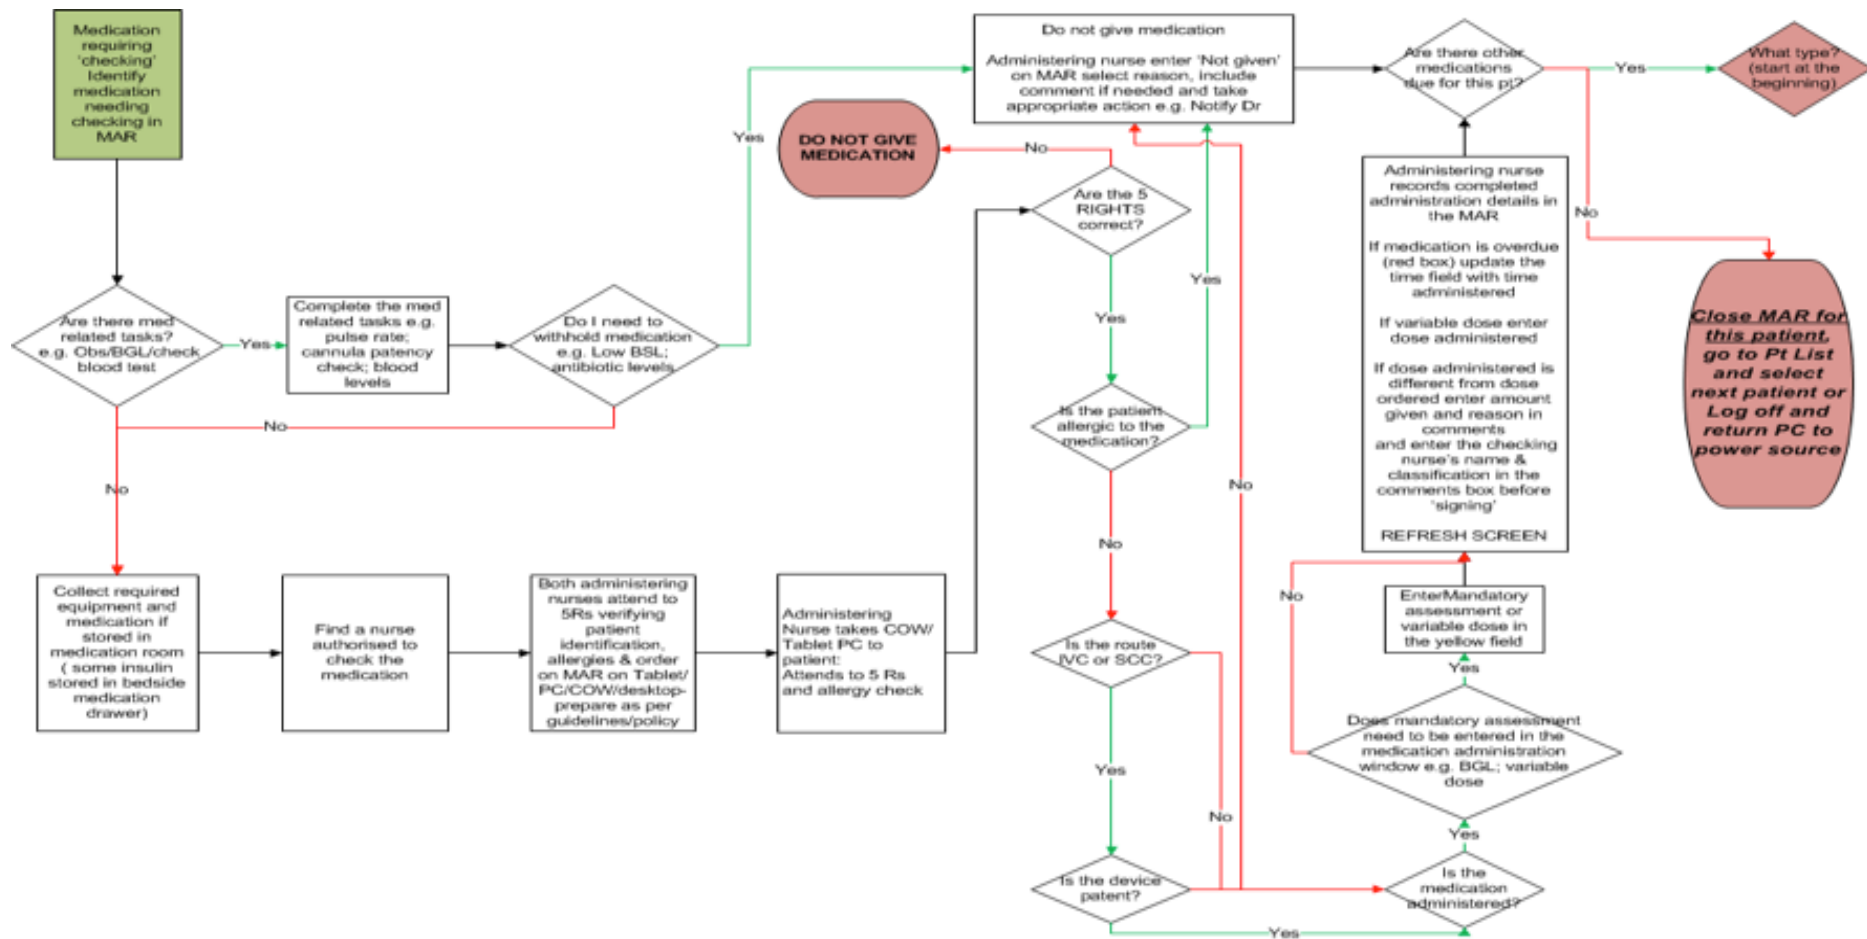 Medication
requiring
'checking'
Identify
medication
needing
checking in
MAR
Are there med
related tasks?
e.g. Obs/BGL/check
blood test
Yes
Complete the med
related tasks e.g.
pulse rate;
cannula patency
check; blood
levels
Do I need to
withhold medication
e.g. Low BSL;
antibiotic levels
Yes
No
No
Collect required
equipment and
medication if
stored in
medication room
( some insulin
stored in bedside
medication
drawer)
Find a nurse
authorised to
check the
medication
Both administering
nurses attend to
5Rs verifying
patient
identification,
allergies & order
on MAR on Tablet/
PC/COW/desktop-
prepare as per
guidelines/policy
Administering
Nurse takes COW/
Tablet PC to
patient:
Attends to 5 Rs
and allergy check
Are the 5
RIGHTS
correct?
No
DO NOT GIVE
MEDICATION
Yes
Is the patient
allergic to the
medication?
Yes
Do not give medication
Administering nurse enter 'Not given'
on MAR select reason, include
comment if needed and take
appropriate action e.g. Notify Dr
No
Is the route
IVC or SCC?
Yes
No
Is the device
patent?
No
Yes
Is the
medication
administered?
Yes
Does mandatory assessment
need to be entered in the
medication administration
window e.g. BGL; variable
dose
No
Yes
EnterMandatory
assessment or
variable dose in
the yellow field
Administering nurse
records completed
administration details in
the MAR
If medication is overdue
(red box) update the
time field with time
administered
If variable dose enter
dose administered
If dose administered is
different from dose
ordered enter amount
given and reason in
comments
and enter the checking
nurse's name &
classification in the
comments box before
'signing'
REFRESH SCREEN
Are there other
medications
due for this pt?
Yes
What type?
(start at the
beginning)
No
Close MAR for
this patient,
go to Pt List
and select
next patient or
Log off and
return PC to
power source